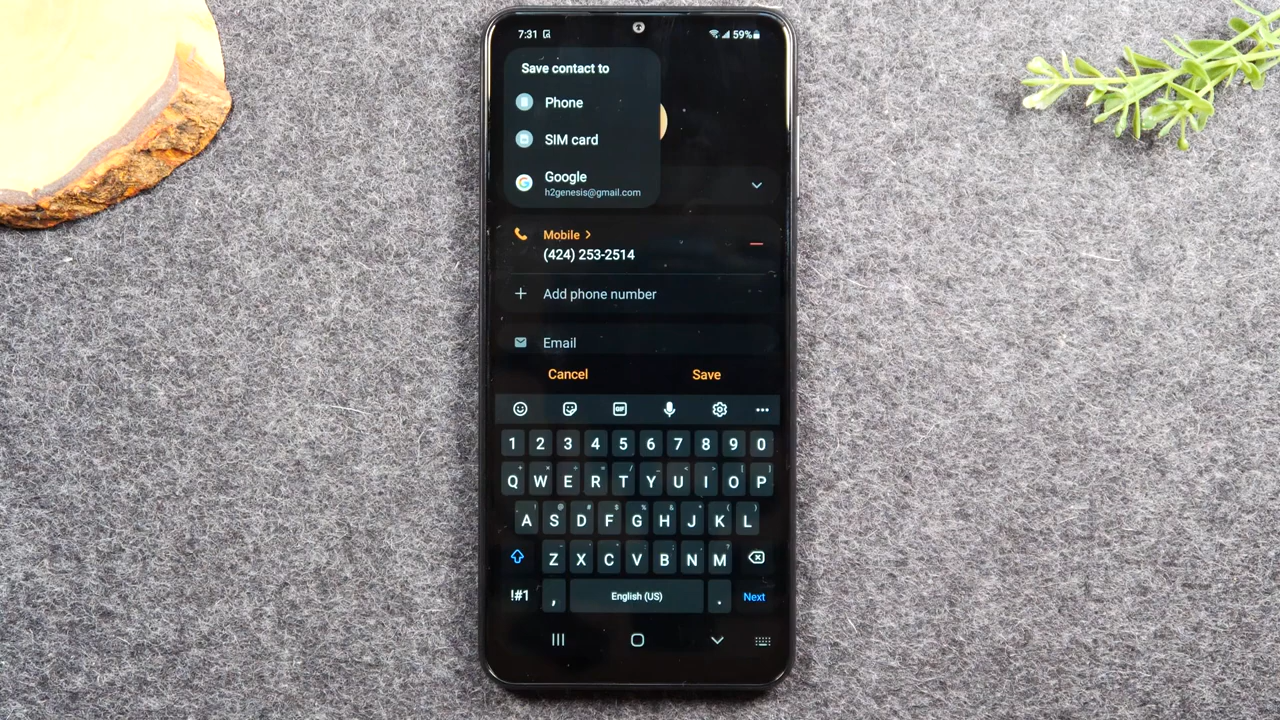 7:31
59%
Save contact to
Phone
SIM card
Google
h2genesis@gmail.com
Mobile >
(424) 253-2514
+ Add phone number
Email
Cancel Save
GIF
1 2 3 4 5 6 7 8 9 0
Q W E R T Y U I O P
A S D F G H J K L
Z X C V B N M
!#1 , English (US) . Next